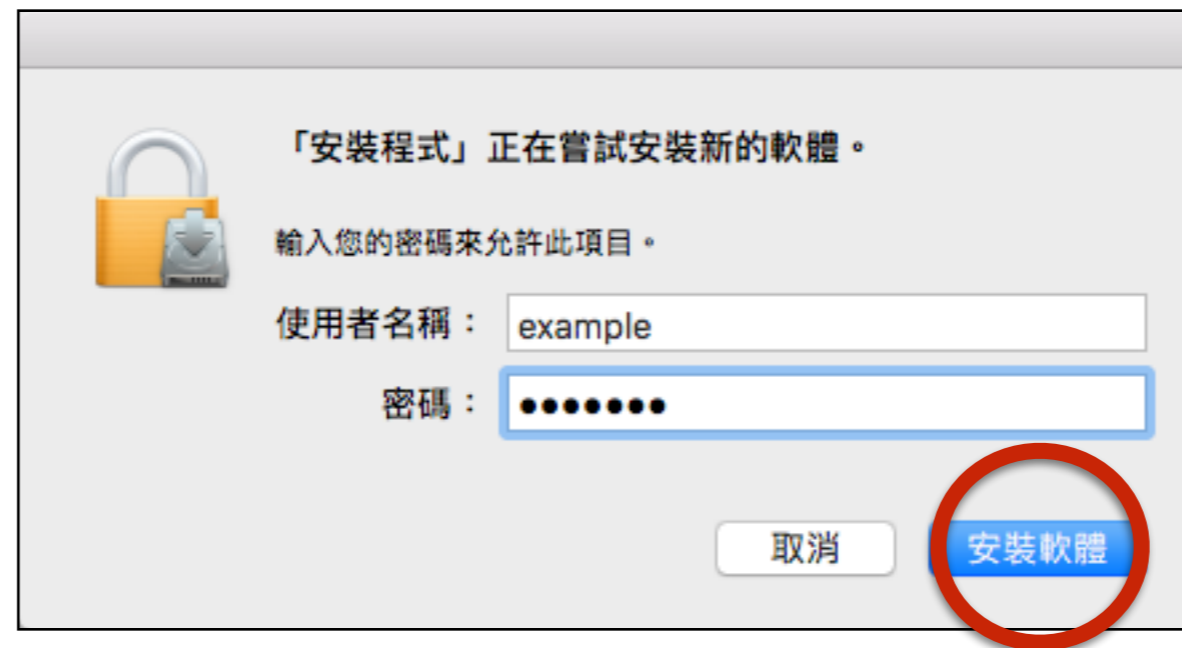 「安裝程式」正在嘗試安裝新的軟體。
輸入您的密碼來允許此項目。
使用者名稱： example
密碼： •••••••
取消 安裝軟體